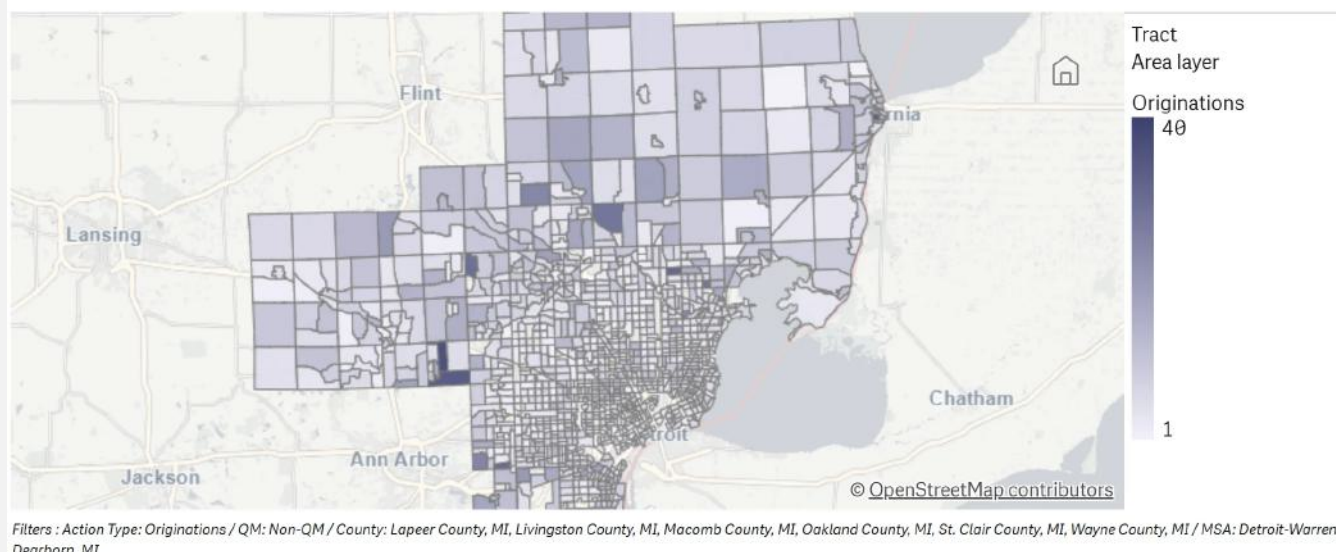 Tract
Area layer
Originations
40
1
Flint
rnia
Lansing
Chatham
troit
Ann Arbor
Jackson
© OpenStreetMap contributors
Filters : Action Type: Originations / QM: Non-QM / County: Lapeer County, MI, Livingston County, MI, Macomb County, MI, Oakland County, MI, St. Clair County, MI, Wayne County, MI / MSA: Detroit-Warren
Dearborn, MI